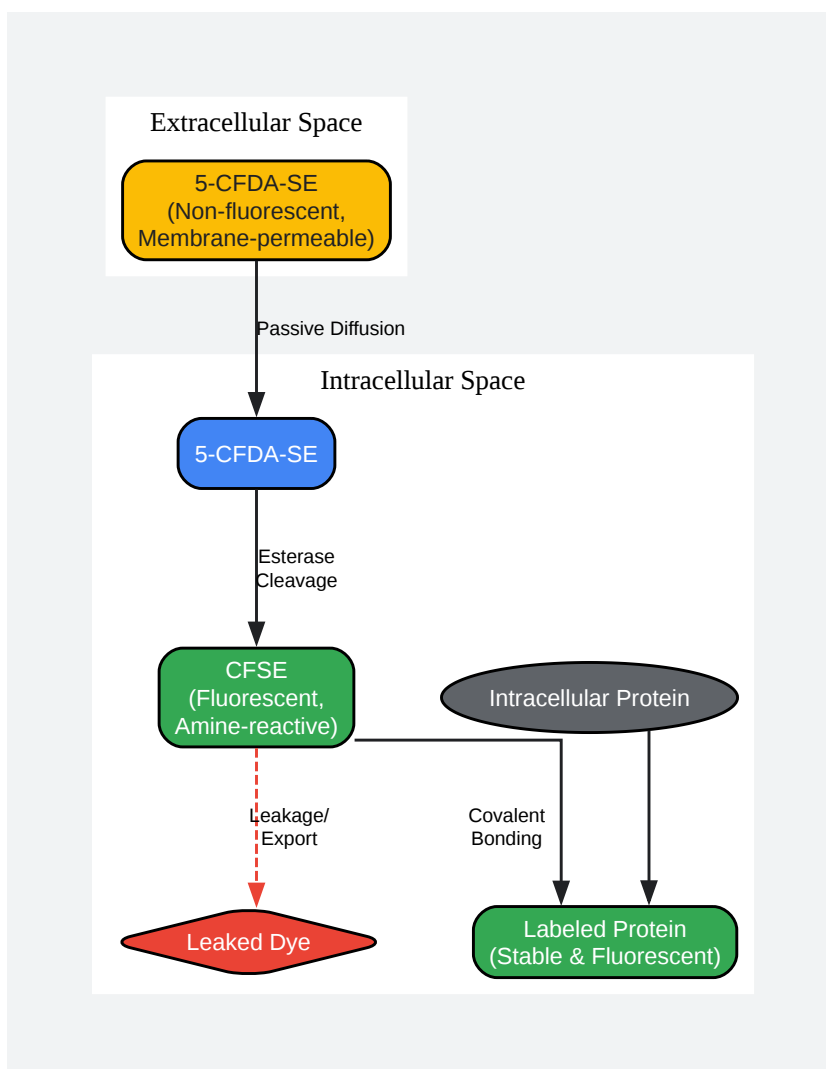 Extracellular Space
5-CFDA-SE
(Non-fluorescent,
Membrane-permeable)
Passive Diffusion
Intracellular Space
5-CFDA-SE
Esterase
Cleavage
CFSE
(Fluorescent,
Amine-reactive)
Intracellular Protein
Leakage/
Export
Covalent
Bonding
Leaked Dye
Labeled Protein
(Stable & Fluorescent)